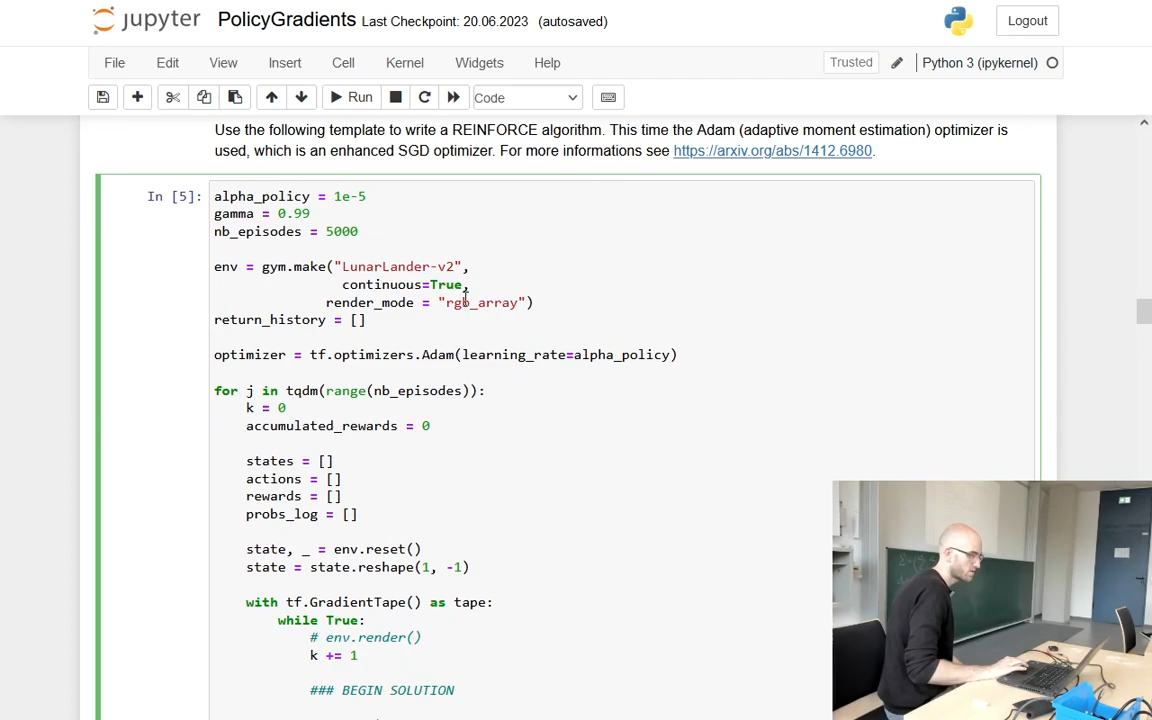 jupyter PolicyGradients Last Checkpoint: 20.06.2023 (autosaved)
Logout
File Edit View Insert Cell Kernel Widgets Help
Trusted Python 3 (ipykernel)
Run Code
Use the following template to write a REINFORCE algorithm. This time the Adam (adaptive moment estimation) optimizer is
used, which is an enhanced SGD optimizer. For more informations see https://arxiv.org/abs/1412.6980.
In [5]:
alpha_policy = 1e-5
gamma = 0.99
nb_episodes = 5000
env = gym.make("LunarLander-v2",
continuous=True,
render_mode = "rgb_array")
return_history = []
optimizer = tf.optimizers.Adam(learning_rate=alpha_policy)
for j in tqdm(range(nb_episodes)):
k = 0
accumulated_rewards = 0
states = []
actions = []
rewards = []
probs_log = []
state, _ = env.reset()
state = state.reshape(1, -1)
with tf.GradientTape() as tape:
while True:
# env.render()
k += 1
### BEGIN SOLUTION